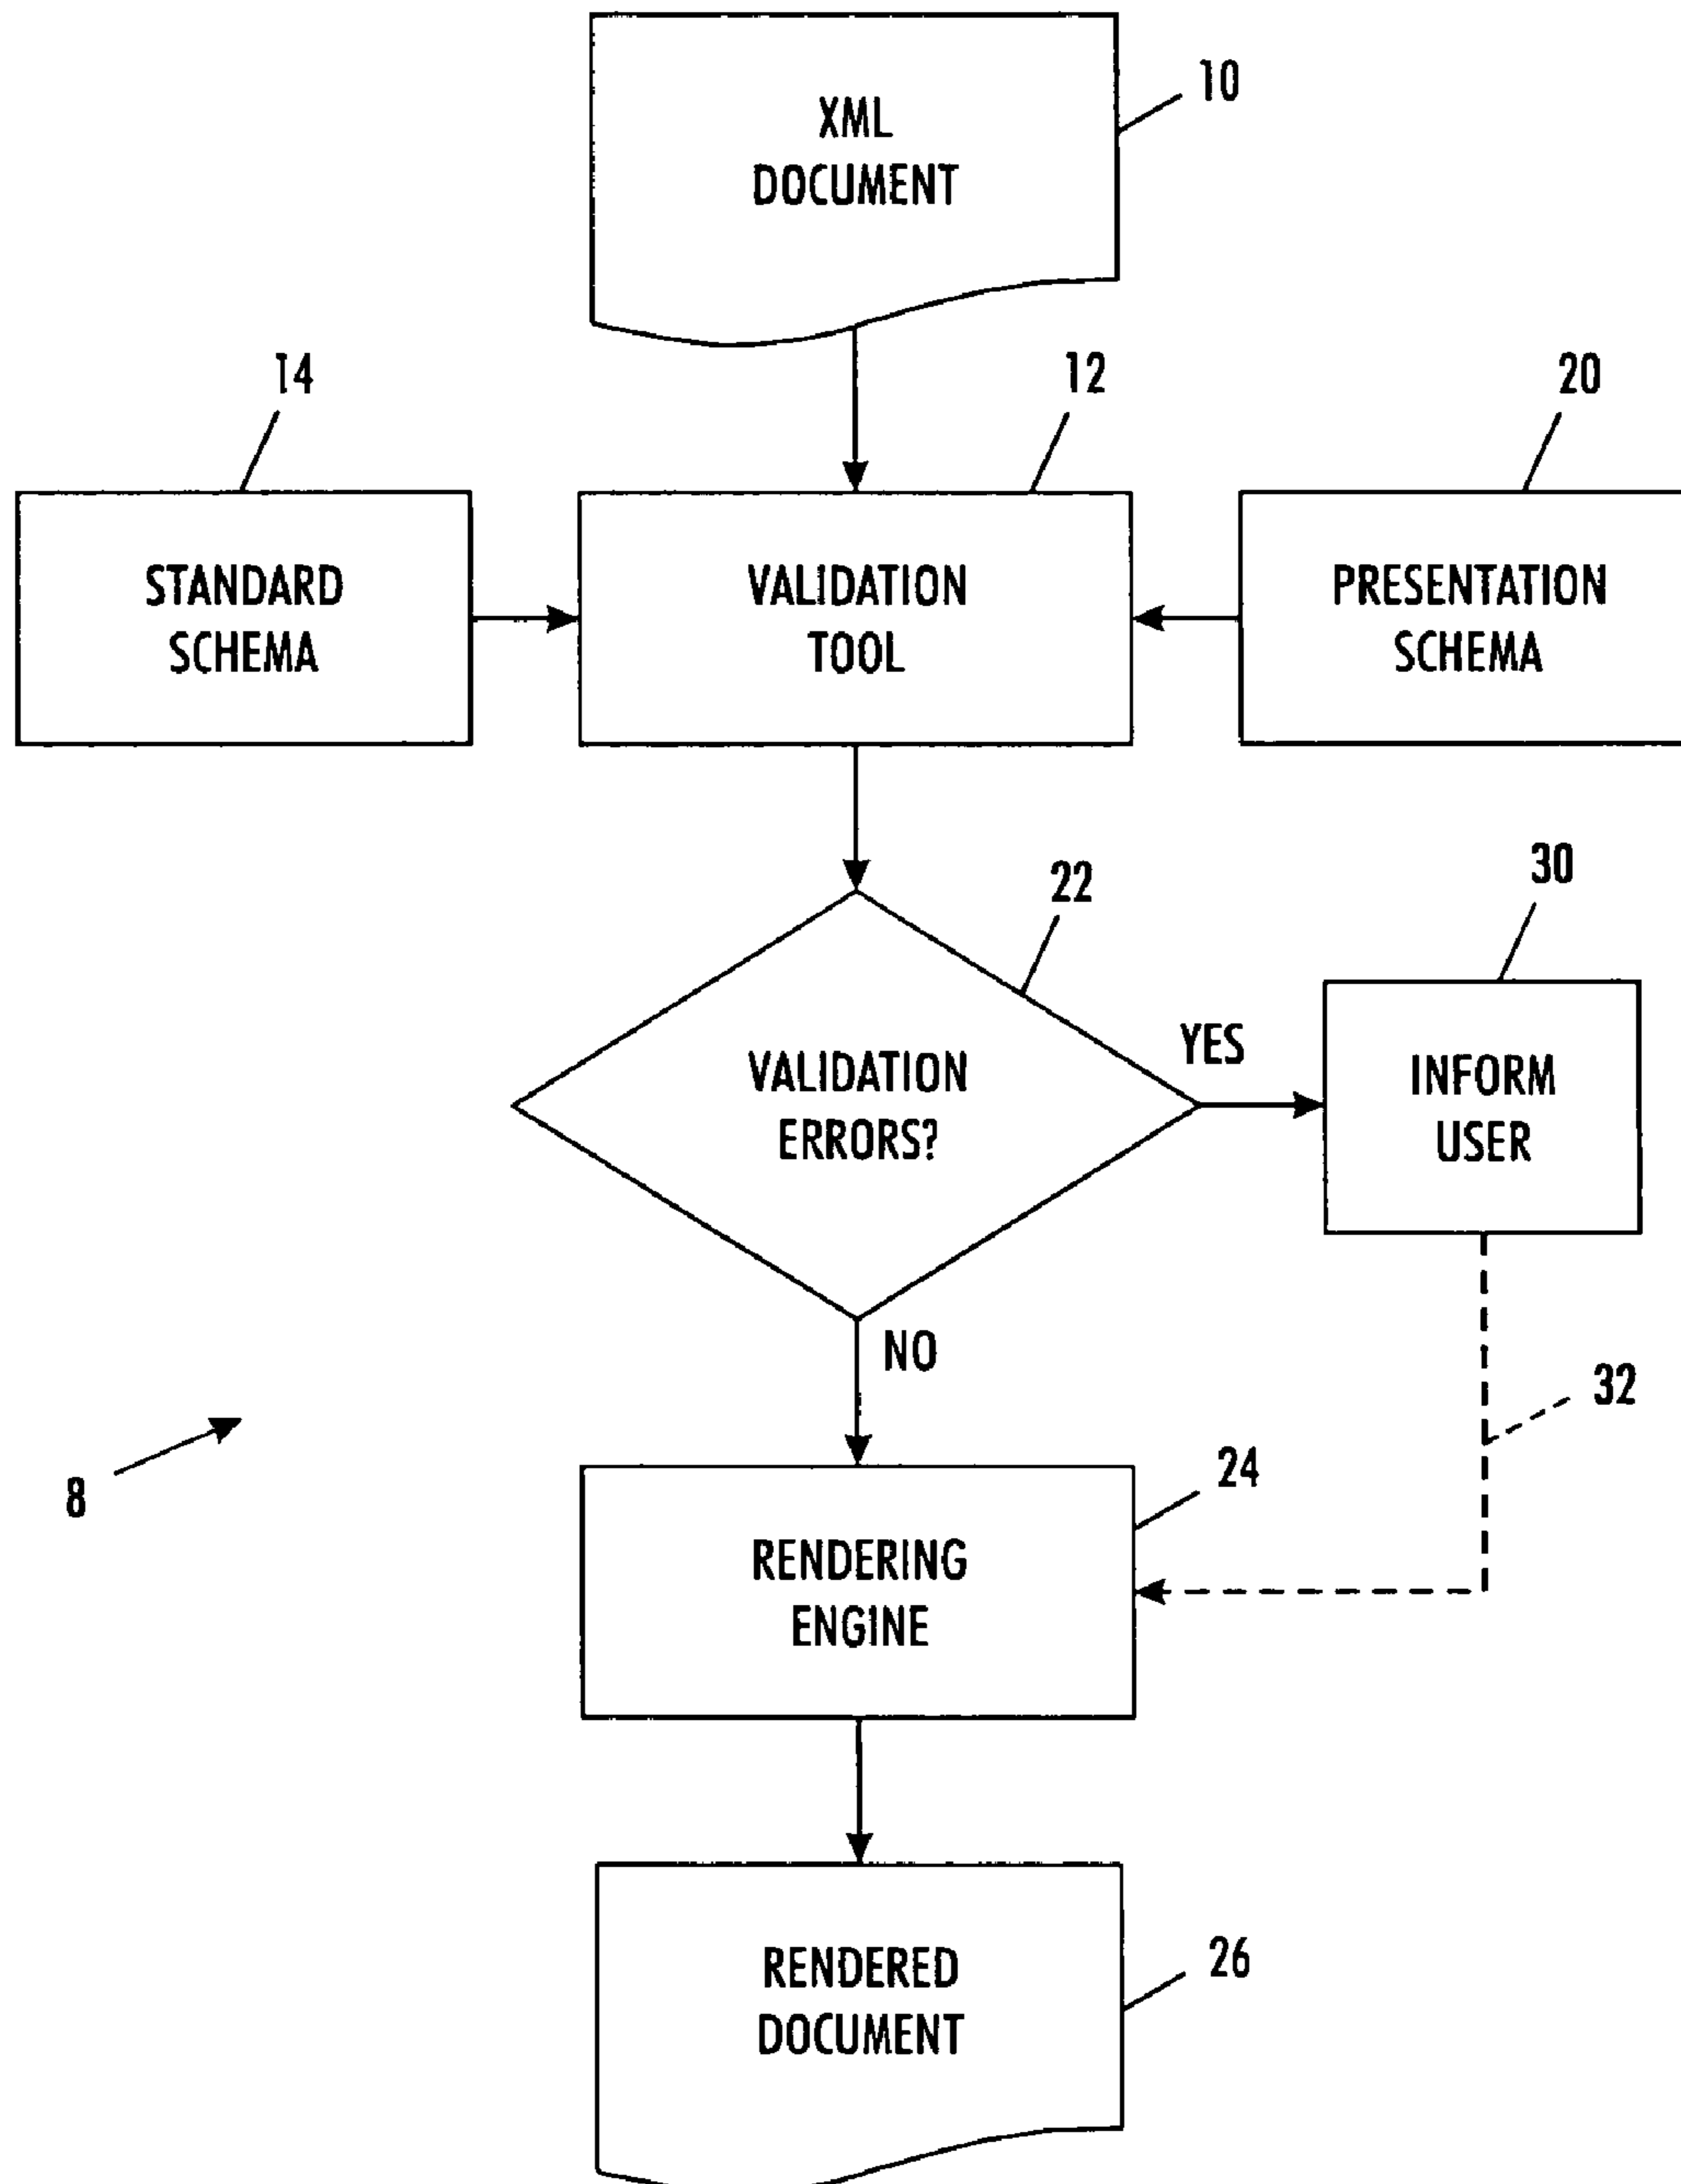 XML
DOCUMENT
10
14
12
20
STANDARD
SCHEMA
VALIDATION
TOOL
PRESENTATION
SCHEMA
22
30
VALIDATION
ERRORS?
YES
INFORM
USER
NO
32
8
24
RENDERING
ENGINE
RENDERED
DOCUMENT
26